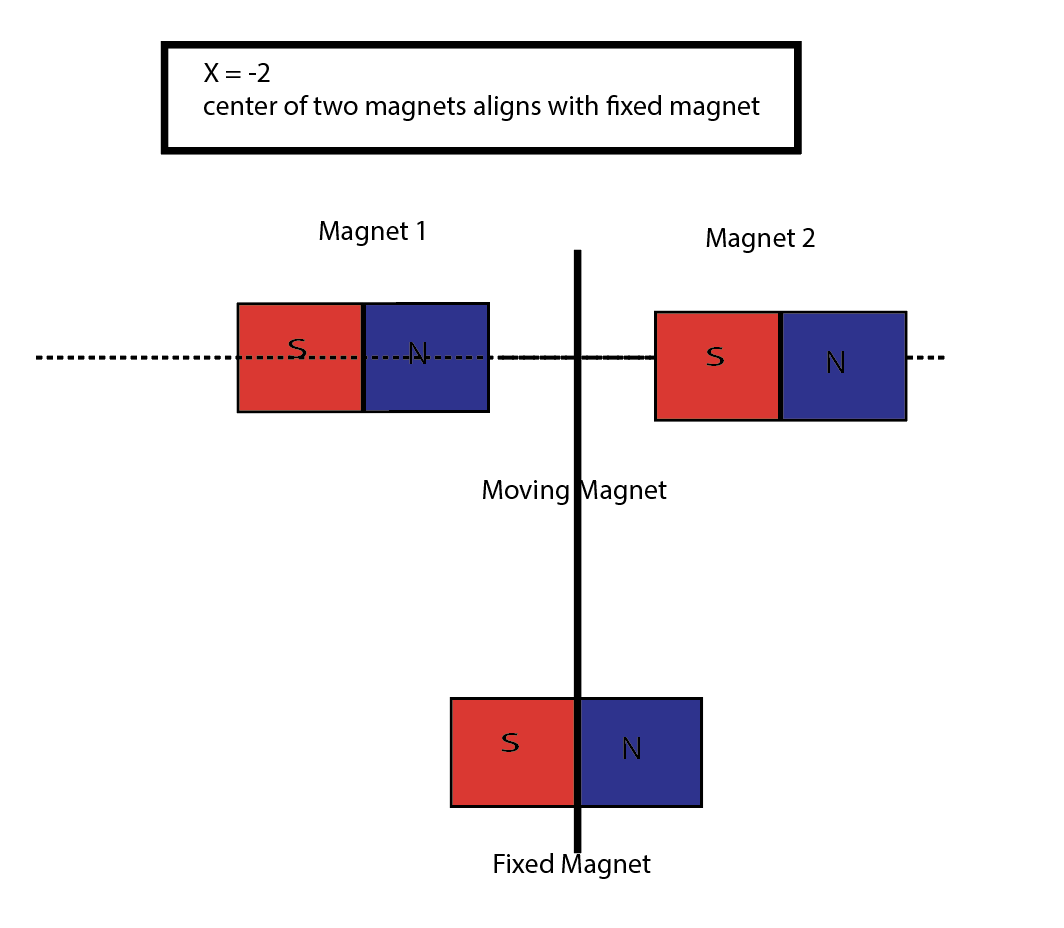 X = -2
center of two magnets aligns with fixed magnet
Magnet 1
Magnet 2
S
N
S
N
Moving Magnet
S
N
Fixed Magnet